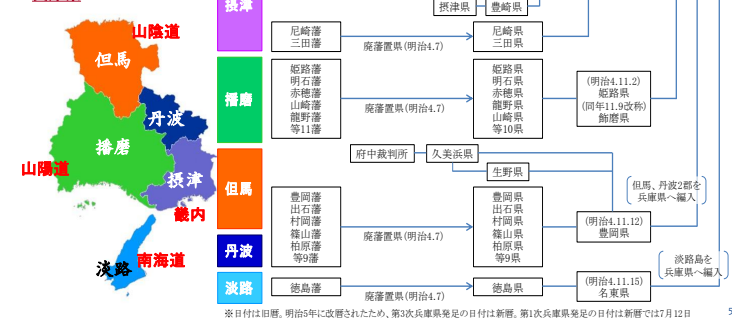 摂津
摂津県
豊崎県
山陰道
但馬
丹波
播磨
山陽道
摂津
畿内
南海道
淡路
尼崎藩
三田藩
廃藩置県(明治4.7)
尼崎県
三田県
播磨
姫路藩
明石藩
赤穂藩
山崎藩
龍野藩
等11藩
廃藩置県(明治4.7)
姫路県
明石県
赤穂県
龍野県
山崎県
等10県
(明治4.11.2)
姫路県
(同年11.9改称)
飾磨県
但馬
府中裁判所
久美浜県
生野県
丹波
豊岡藩
出石藩
村岡藩
篠山藩
柏原藩
等9藩
廃藩置県(明治4.7)
豊岡県
出石県
村岡県
篠山県
柏原県
等9県
(明治4.11.12)
豊岡県
但馬、丹波2郡を
兵庫県へ編入
淡路
徳島藩
廃藩置県(明治4.7)
徳島県
(明治4.11.15)
名東県
淡路島を
兵庫県へ編入
※日付は旧暦。明治5年に改暦されたため、第3次兵庫県発足の日付は新暦。第1次兵庫県発足の日付は新暦では7月12日